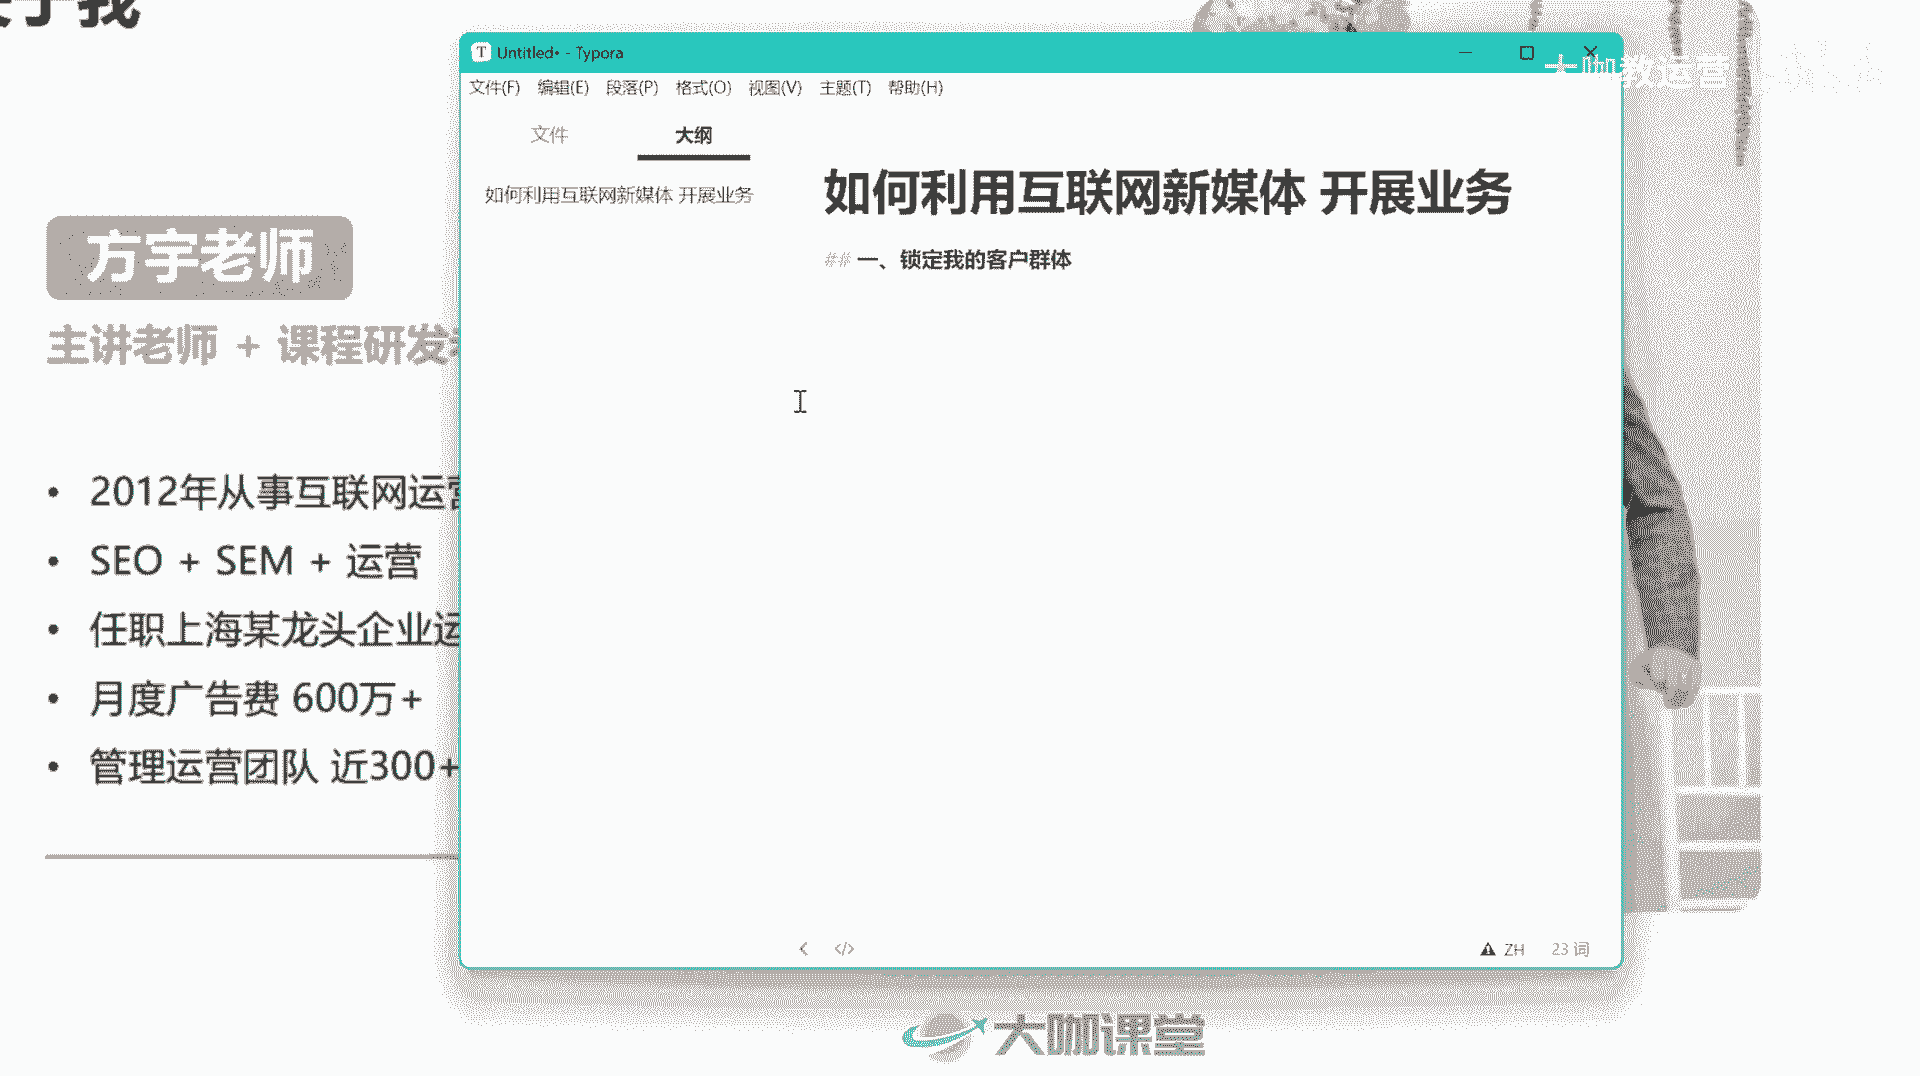 Untitled• - Typora
大咖教运营
文件(F) 编辑(E) 段落(P) 格式(O) 视图(V) 主题(T) 帮助(H)
文件 大纲
如何利用互联网新媒体 开展业务
如何利用互联网新媒体 开展业务
## 一、锁定我的客户群体
方宇老师
主讲老师 + 课程研发
• 2012年从事互联网运营
• SEO + SEM + 运营
• 任职上海某龙头企业运
• 月度广告费 600万+
• 管理运营团队 近300+
</> ZH 23 词
大咖课堂